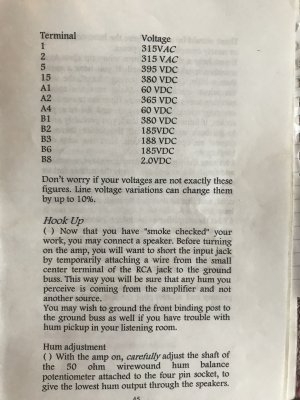 Terminal Voltage
1 315VAC
2 315 VAC
5 395 VDC
15 380 VDC
A1 60 VDC
A2 365 VDC
A4 60 VDC
B1 380 VDC
B2 185VDC
B3 188 VDC
B6 185VDC
B8 2.0VDC
Don't worry if your voltages are not exactly these
figures. Line voltage variations can change them
by up to 10%.
Hook Up
( ) Now that you have "smoke checked" your
work, you may connect a speaker. Before turning
on the amp, you will want to short the input jack
by temporarily attaching a wire from the small
center terminal of the RCA jack to the ground
buss. This way you will be sure that any hum you
perceive is coming from the amplifier and not
another source.
You may wish to ground the front binding post to
the ground buss as well if you have trouble with
hum pickup in your listening room.
Hum adjustment
( ) With the amp on, carefully adjust the shaft of
the 50 ohm wirewound hum balance
potentiometer attached to the four pin socket, to
give the lowest hum output through the speakers.
45